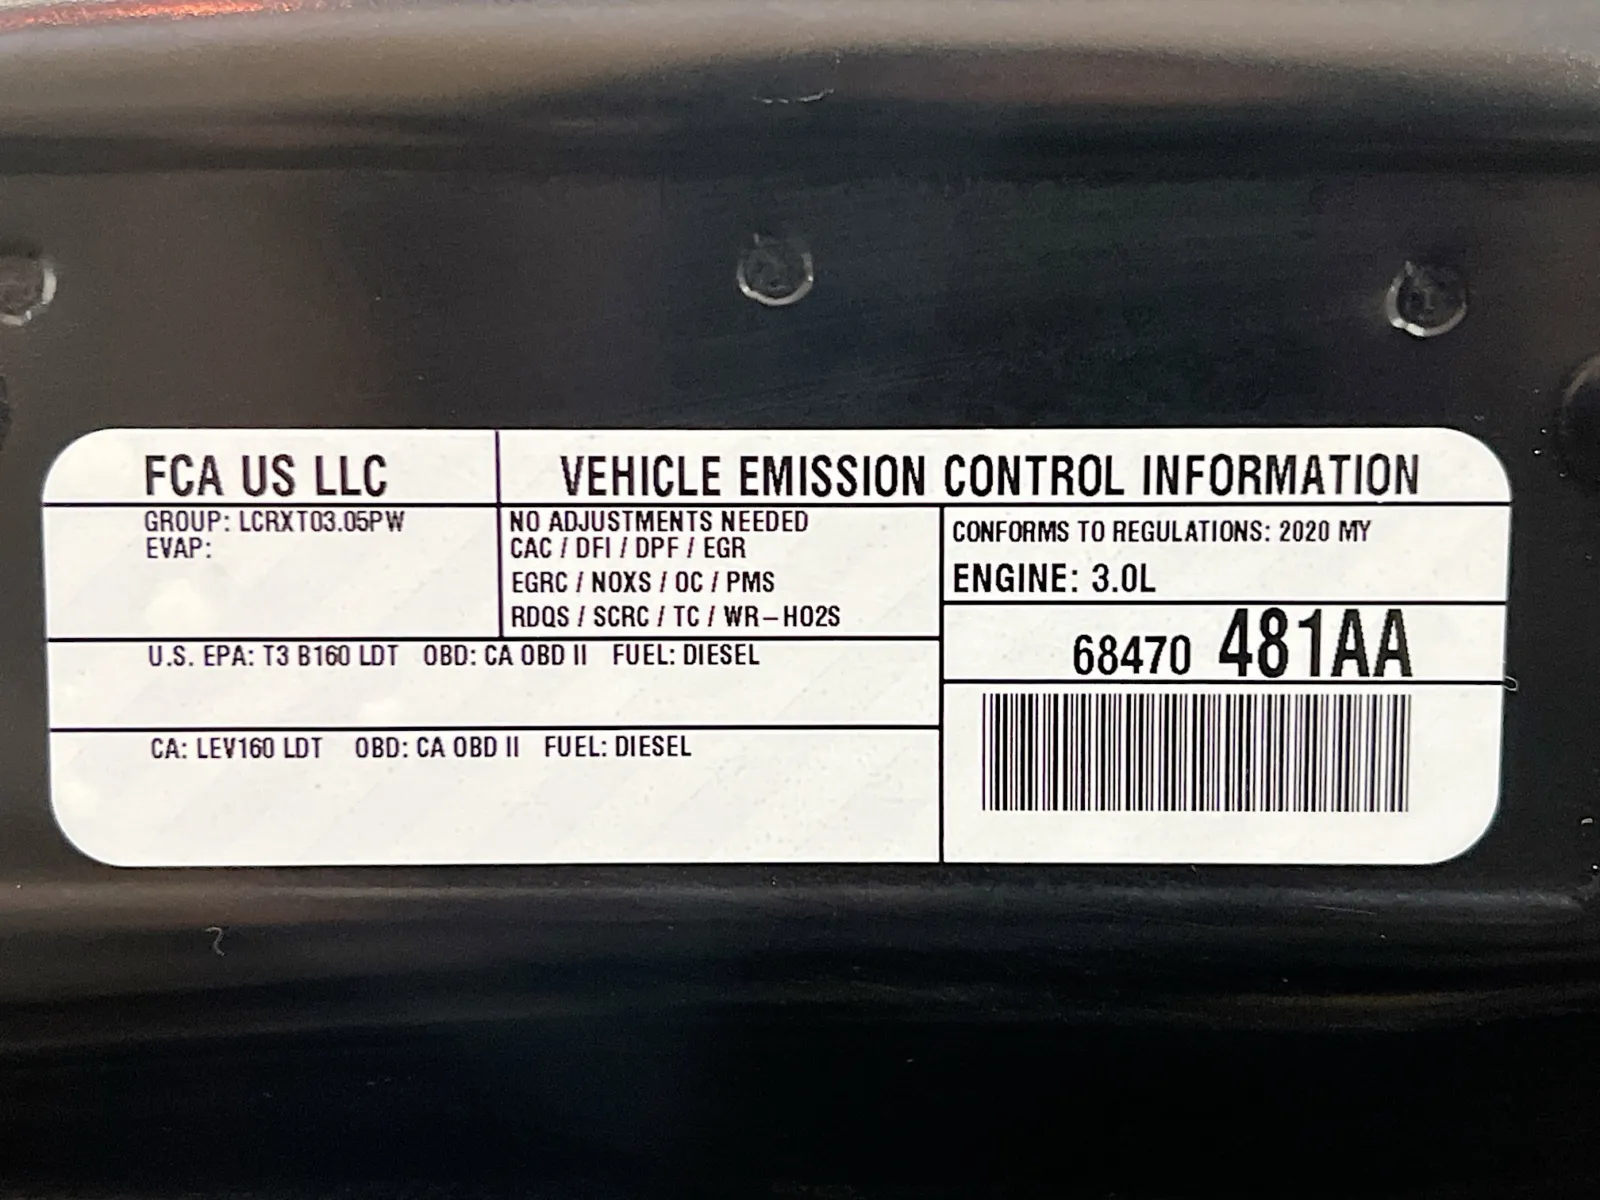 FCA US LLC
VEHICLE EMISSION CONTROL INFORMATION
GROUP: LCRXT03.05PW
EVAP:
NO ADJUSTMENTS NEEDED
CAC / DFI / DPF / EGR
EGRC / NOXS / OC / PMS
RDQS / SCRC / TC / WR-HO2S
CONFORMS TO REGULATIONS: 2020 MY
ENGINE: 3.0L
68470 481AA
U.S. EPA: T3 B160 LDT OBD: CA OBD II FUEL: DIESEL
CA: LEV160 LDT OBD: CA OBD II FUEL: DIESEL